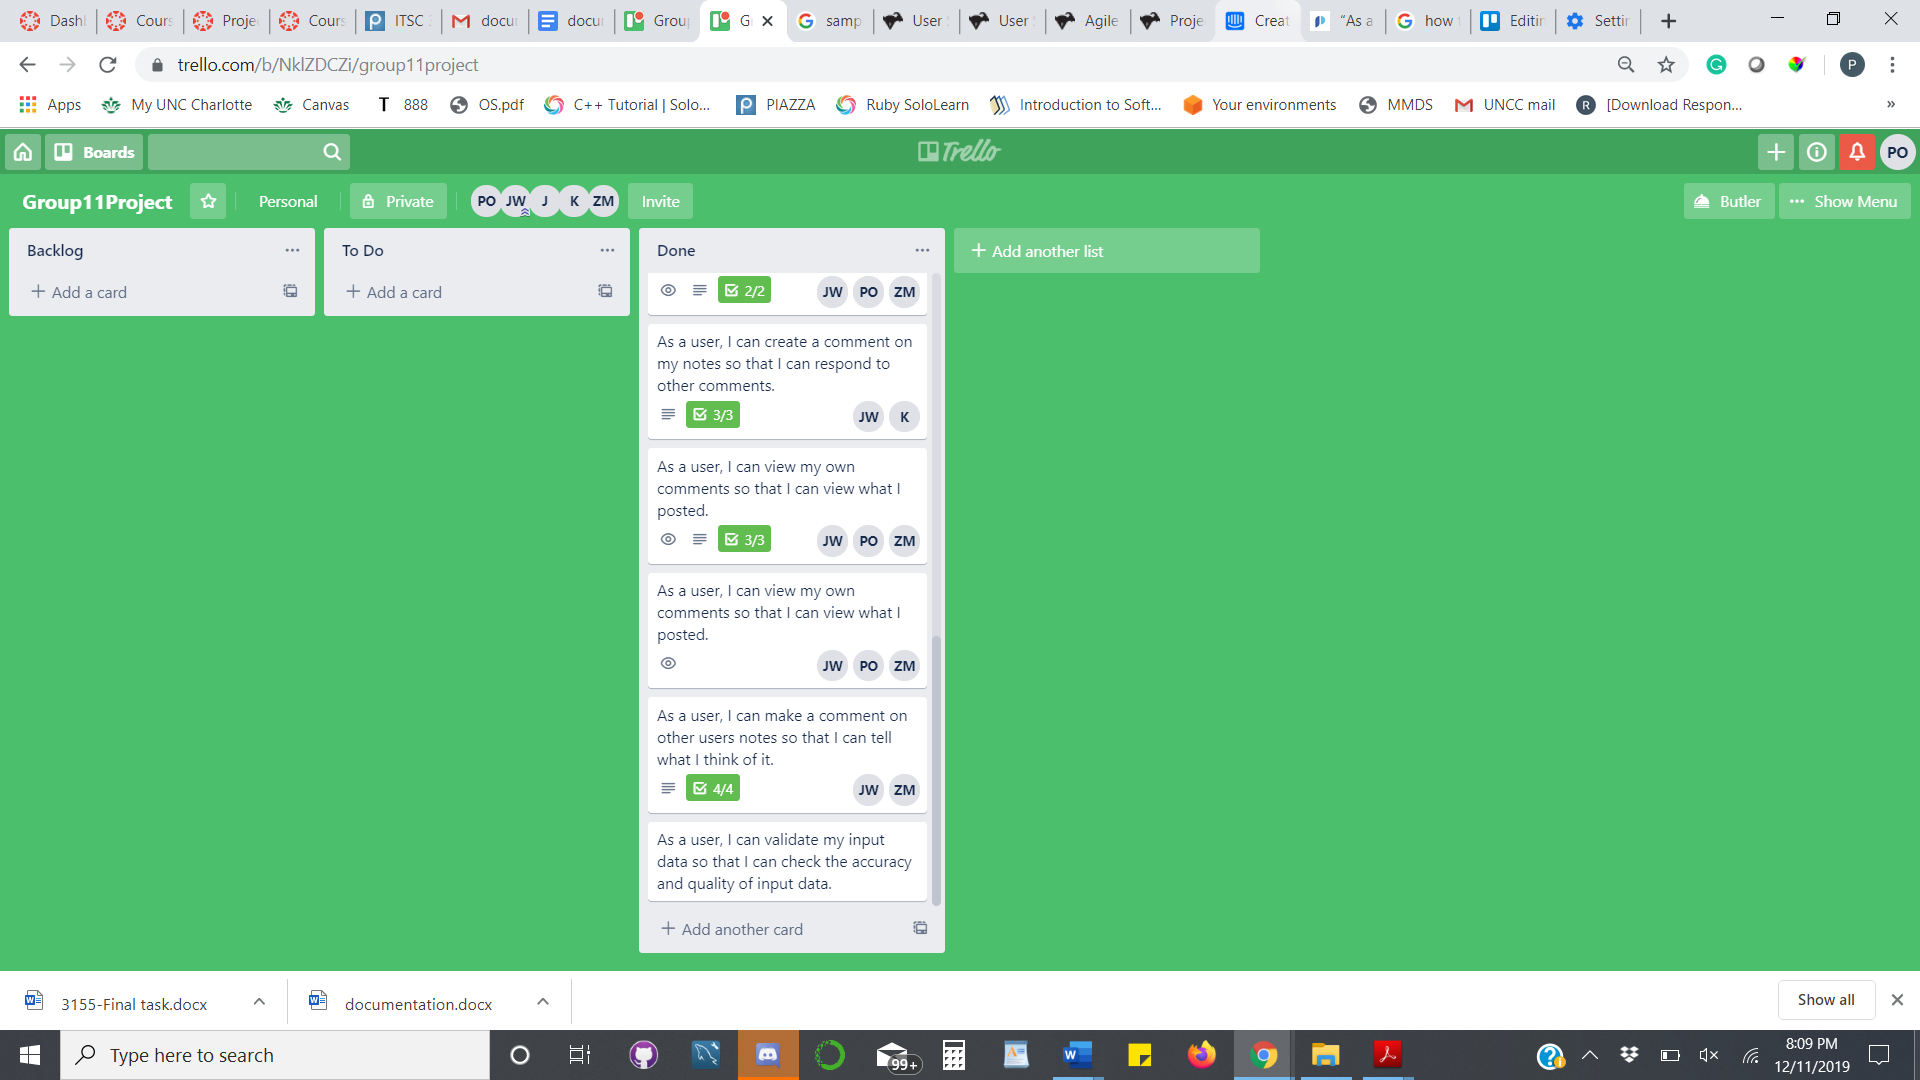 Dashl
Cours
Projec
Cours
ITSC 3
docum
docum
Group
G
samp
User S
User S
Agile
Proje
Creat
"As a
how t
Editin
Settin
trello.com/b/NklZDCZi/group11project
P
Apps
My UNC Charlotte
Canvas
T 888
OS.pdf
C++ Tutorial | Solo...
PIAZZA
Ruby SoloLearn
Introduction to Soft...
Your environments
MMDS
UNCC mail
R [Download Respon...
»
Boards
Trello
PO
Group11Project
Personal
Private
PO JW J K ZM
Invite
Butler
Show Menu
Backlog
Add a card
To Do
Add a card
Done
2/2
JW PO ZM
As a user, I can create a comment on
my notes so that I can respond to
other comments.
3/3
JW K
As a user, I can view my own
comments so that I can view what I
posted.
3/3
JW PO ZM
As a user, I can view my own
comments so that I can view what I
posted.
JW PO ZM
As a user, I can make a comment on
other users notes so that I can tell
what I think of it.
4/4
JW ZM
As a user, I can validate my input
data so that I can check the accuracy
and quality of input data.
Add another card
Add another list
3155-Final task.docx
documentation.docx
Show all
Type here to search
99+
8:09 PM
12/11/2019